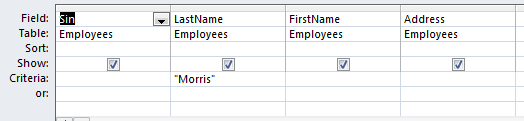 Field: Sin LastName FirstName Address
Table: Employees Employees Employees Employees
Sort:
Show:
Criteria: "Morris"
or: